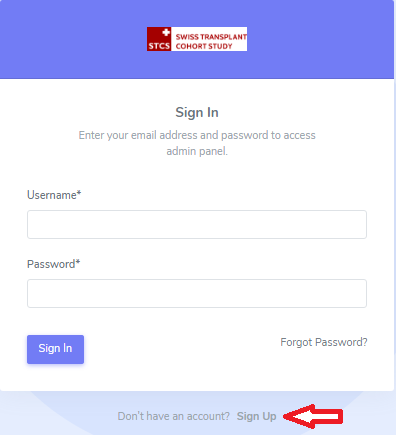 STCS SWISS TRANSPLANT
COHORT STUDY
Sign In
Enter your email address and password to access
admin panel.
Username*
Password*
Sign In
Forgot Password?
Don't have an account? Sign Up